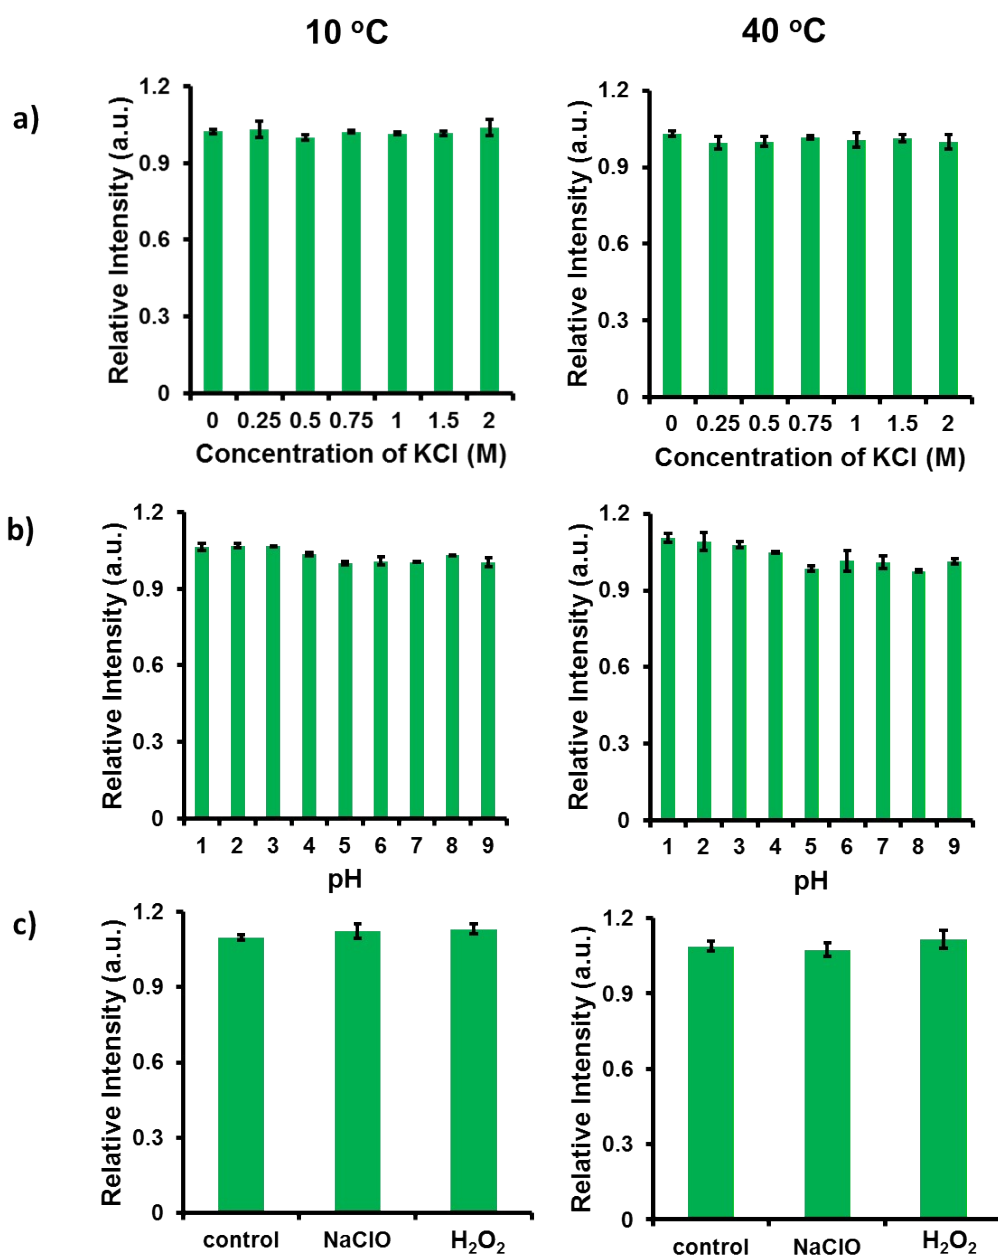 10 °C
40 °C
a)
Relative Intensity (a.u.)
1.2
0.9
0.6
0.3
0
0 0.25 0.5 0.75 1 1.5 2
Concentration of KCl (M)
Relative Intensity (a.u.)
1.2
0.9
0.6
0.3
0
0 0.25 0.5 0.75 1 1.5 2
Concentration of KCl (M)
b)
Relative Intensity (a.u.)
1.2
0.9
0.6
0.3
0
1 2 3 4 5 6 7 8 9
pH
Relative Intensity (a.u.)
1.2
0.9
0.6
0.3
0
1 2 3 4 5 6 7 8 9
pH
c)
Relative Intensity (a.u.)
1.2
0.9
0.6
0.3
0
control NaClO H₂O₂
Relative Intensity (a.u.)
1.2
0.9
0.6
0.3
0
control NaClO H₂O₂